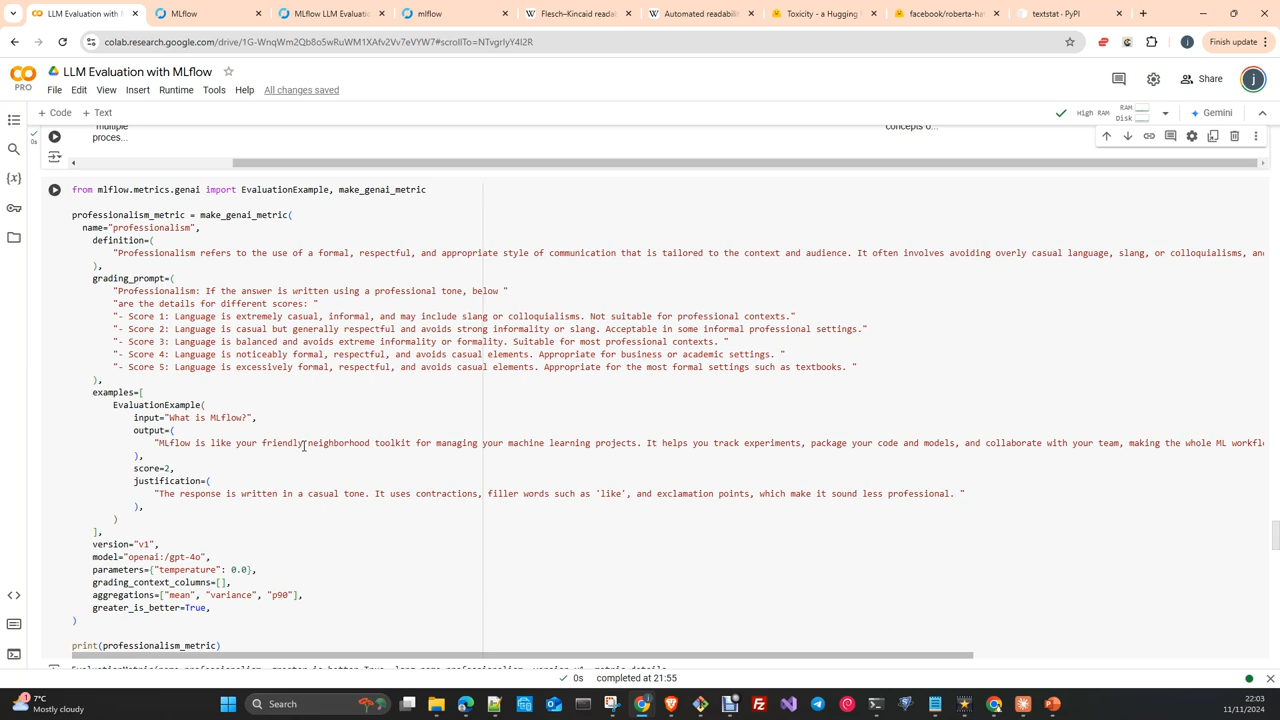 LLM Evaluation with MLflow
MLflow
MLflow LLM Evaluatio
mlflow
Flesch–Kincaid readab
Automated readability
Toxicity - a Hugging F
facebook/roberta-hat
textstat · PyPI
colab.research.google.com/drive/1G-WnqWm2Qb8o5wRuWM1XAfv2Vv7eVYW7#scrollTo=NTvgrIyY4I2R
j
Finish update
PRO
LLM Evaluation with MLflow
Share
j
File Edit View Insert Runtime Tools Help All changes saved
+ Code + Text
High RAM
RAM
Disk
Gemini
0s
multiple
proces...
concepts o...
from mlflow.metrics.genai import EvaluationExample, make_genai_metric
professionalism_metric = make_genai_metric(
name="professionalism",
definition=(
"Professionalism refers to the use of a formal, respectful, and appropriate style of communication that is tailored to the context and audience. It often involves avoiding overly casual language, slang, or colloquialisms, an
),
grading_prompt=(
"Professionalism: If the answer is written using a professional tone, below "
"are the details for different scores: "
"- Score 1: Language is extremely casual, informal, and may include slang or colloquialisms. Not suitable for professional contexts."
"- Score 2: Language is casual but generally respectful and avoids strong informality or slang. Acceptable in some informal professional settings."
"- Score 3: Language is balanced and avoids extreme informality or formality. Suitable for most professional contexts. "
"- Score 4: Language is noticeably formal, respectful, and avoids casual elements. Appropriate for business or academic settings. "
"- Score 5: Language is excessively formal, respectful, and avoids casual elements. Appropriate for the most formal settings such as textbooks. "
),
examples=[
EvaluationExample(
input="What is MLflow?",
output=(
"MLflow is like your friendly neighborhood toolkit for managing your machine learning projects. It helps you track experiments, package your code and models, and collaborate with your team, making the whole ML workfl
),
score=2,
justification=(
"The response is written in a casual tone. It uses contractions, filler words such as 'like', and exclamation points, which make it sound less professional. "
),
)
],
version="v1",
model="openai:/gpt-4o",
parameters={"temperature": 0.0},
grading_context_columns=[],
aggregations=["mean", "variance", "p90"],
greater_is_better=True,
)
print(professionalism_metric)
0s completed at 21:55
7°C
Mostly cloudy
Search
22:03
11/11/2024